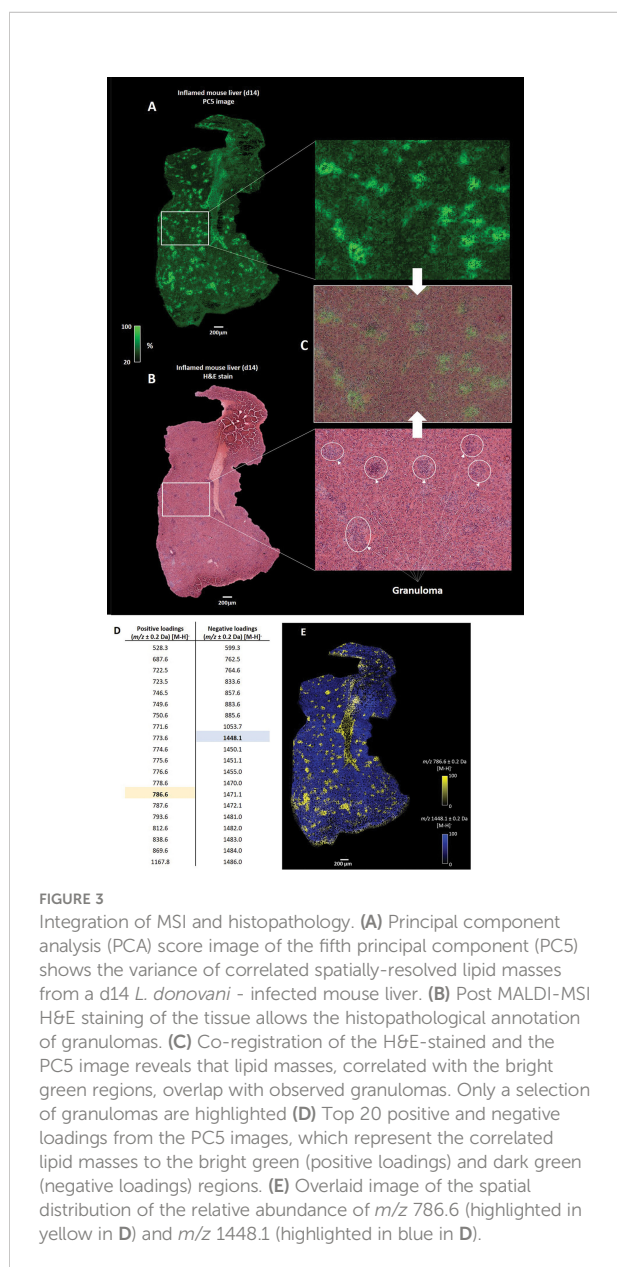 Inflamed mouse liver (d14)
PC5 image
A
200µm
100
20
%
C
Inflamed mouse liver (d14)
H&E stain
B
200µm
Granuloma
D
Positive loadings
(m/z ± 0.2 Da) [M-H]-
Negative loadings
(m/z ± 0.2 Da) [M-H]-
528.3 599.3
687.6 762.5
722.5 764.6
723.5 833.6
746.5 857.6
749.6 883.6
750.6 885.6
771.6 1053.7
773.6 1448.1
774.6 1450.1
775.6 1451.1
776.6 1455.0
778.6 1470.0
786.6 1471.1
787.6 1472.1
793.6 1481.0
812.6 1482.0
838.6 1483.0
869.6 1484.0
1167.8 1486.0
E
m/z 786.6 ± 0.2 Da
[M-H]-
100
0
m/z 1448.1 ± 0.2 Da
[M-H]-
100
0
200 µm
FIGURE 3
Integration of MSI and histopathology. (A) Principal component
analysis (PCA) score image of the fifth principal component (PC5)
shows the variance of correlated spatially-resolved lipid masses
from a d14 L. donovani - infected mouse liver. (B) Post MALDI-MSI
H&E staining of the tissue allows the histopathological annotation
of granulomas. (C) Co-registration of the H&E-stained and the
PC5 image reveals that lipid masses, correlated with the bright
green regions, overlap with observed granulomas. Only a selection
of granulomas are highlighted (D) Top 20 positive and negative
loadings from the PC5 images, which represent the correlated
lipid masses to the bright green (positive loadings) and dark green
(negative loadings) regions. (E) Overlaid image of the spatial
distribution of the relative abundance of m/z 786.6 (highlighted in
yellow in D) and m/z 1448.1 (highlighted in blue in D).